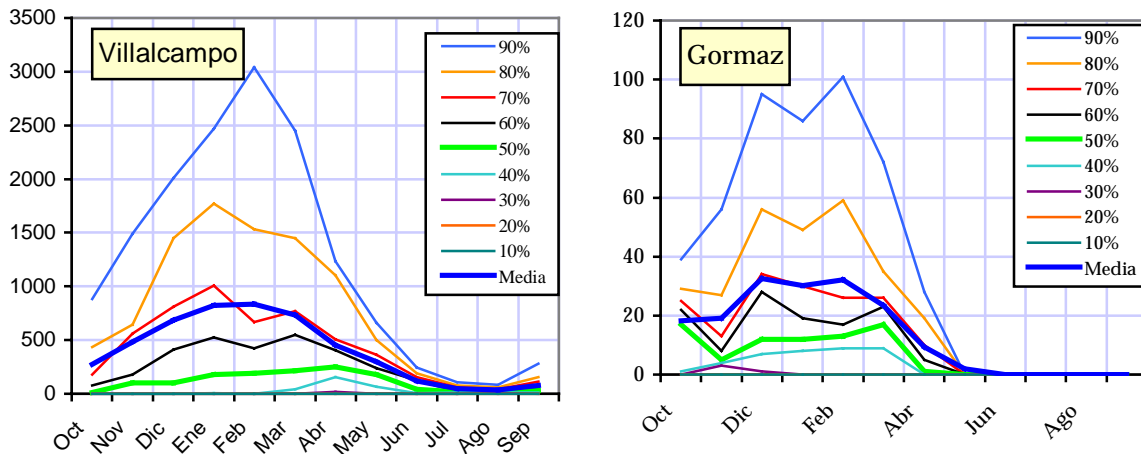 Villalcampo
3500
3000
2500
2000
1500
1000
500
0
Oct
Nov
Dic
Ene
Feb
Mar
Abr
May
Jun
Jul
Ago
Sep
90%
80%
70%
60%
50%
40%
30%
20%
10%
Media
Gormaz
120
100
80
60
40
20
0
Oct
Dic
Feb
Abr
Jun
Ago
90%
80%
70%
60%
50%
40%
30%
20%
10%
Media